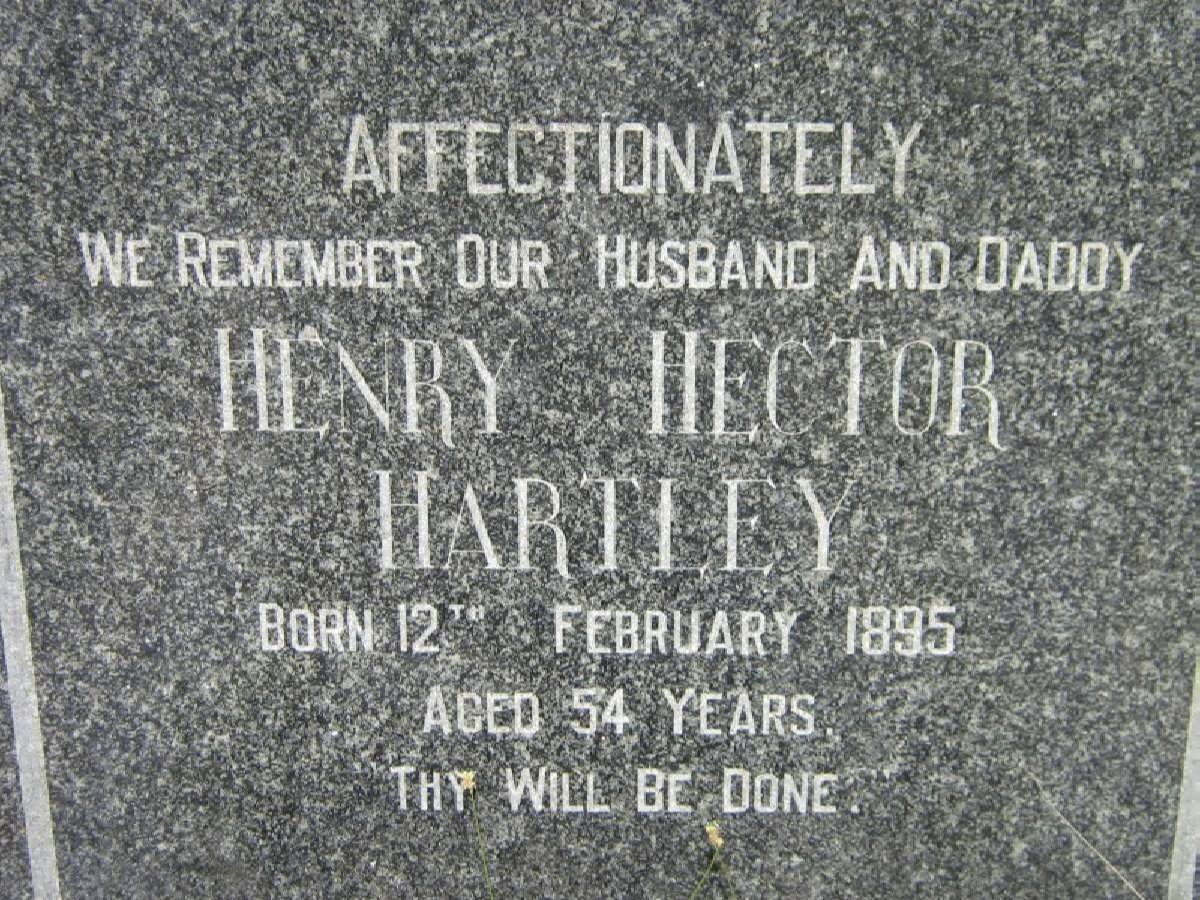 AFFECTIONATELY
WE REMEMBER OUR HUSBAND AND DADDY
HENRY HECTOR
HARTLEY
BORN 12TH FEBRUARY 1895
AGED 54 YEARS.
"THY WILL BE DONE."